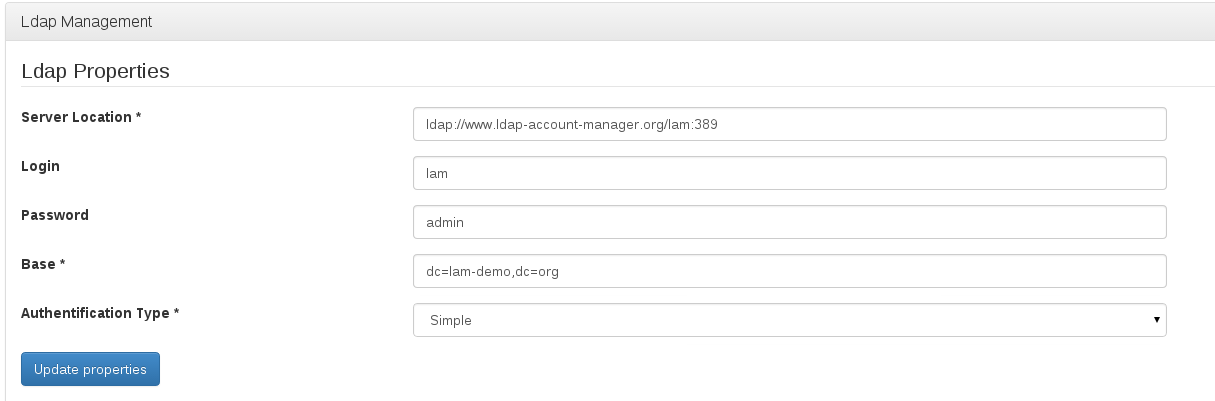 Ldap Management
Ldap Properties
Server Location *
ldap://www.ldap-account-manager.org/lam:389
Login
lam
Password
admin
Base *
dc=lam-demo,dc=org
Authentification Type *
Simple
Update properties